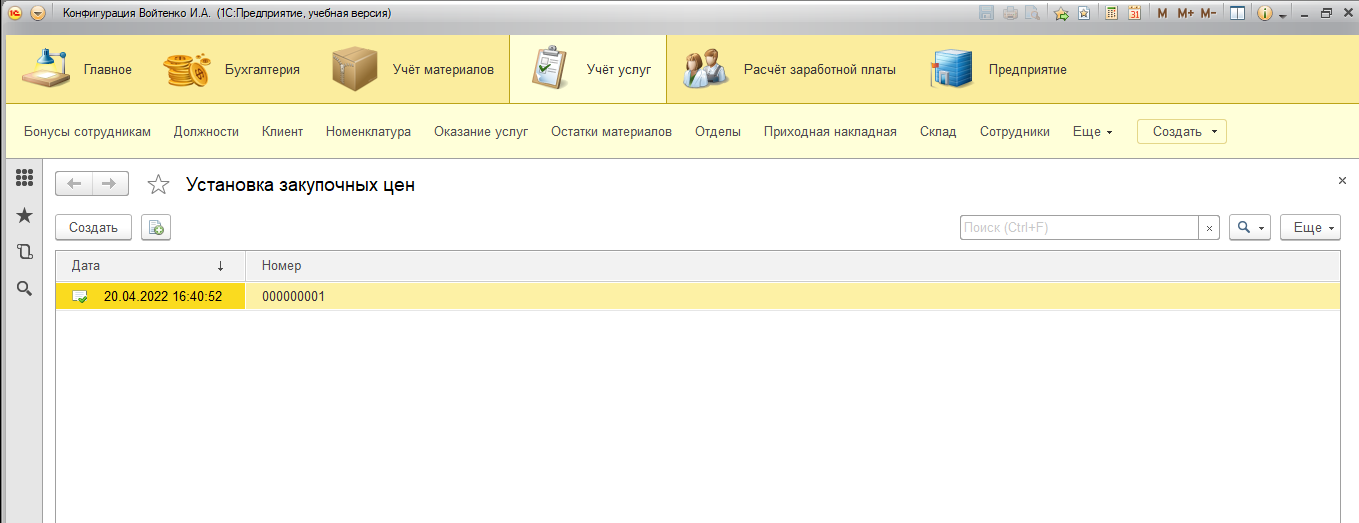 Конфигурация Войтенко И.А. (1С:Предприятие, учебная версия) 31 M M+ M-
Главное Бухгалтерия Учёт материалов Учёт услуг Расчёт заработной платы Предприятие
Бонусы сотрудникам Должности Клиент Номенклатура Оказание услуг Остатки материалов Отделы Приходная накладная Склад Сотрудники Еще Создать
Установка закупочных цен
Создать Поиск (Ctrl+F) Еще
Дата Номер
20.04.2022 16:40:52 000000001